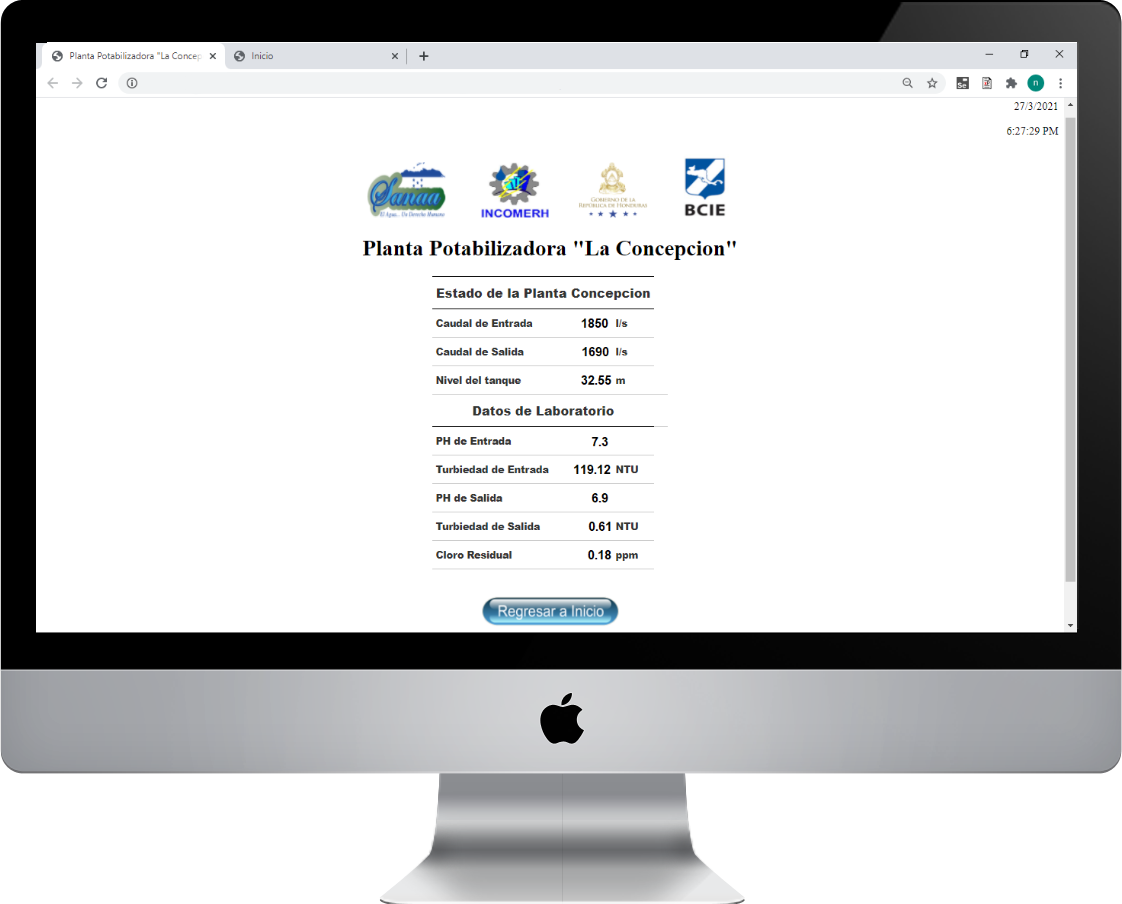 Planta Potabilizadora "La Concep
Inicio
27/3/2021
6:27:29 PM
Sanaa
El Agua... Un Derecho Humano
INCOMERH
GOBIERNO DE LA
REPÚBLICA DE HONDURAS
BCIE
Planta Potabilizadora "La Concepcion"
Estado de la Planta Concepcion
Caudal de Entrada 1850 l/s
Caudal de Salida 1690 l/s
Nivel del tanque 32.55 m
Datos de Laboratorio
PH de Entrada 7.3
Turbiedad de Entrada 119.12 NTU
PH de Salida 6.9
Turbiedad de Salida 0.61 NTU
Cloro Residual 0.18 ppm
Regresar a Inicio